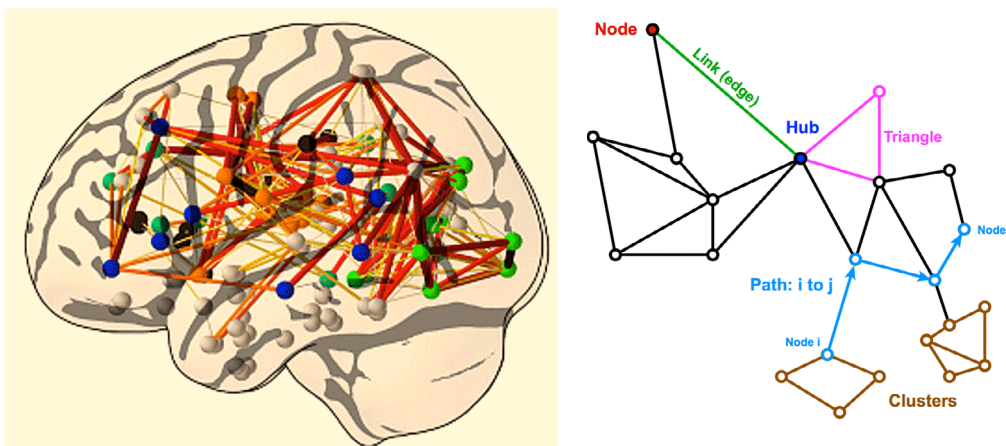 Node
Link (edge)
Hub
Triangle
Node
Path: i to j
Node i
Clusters